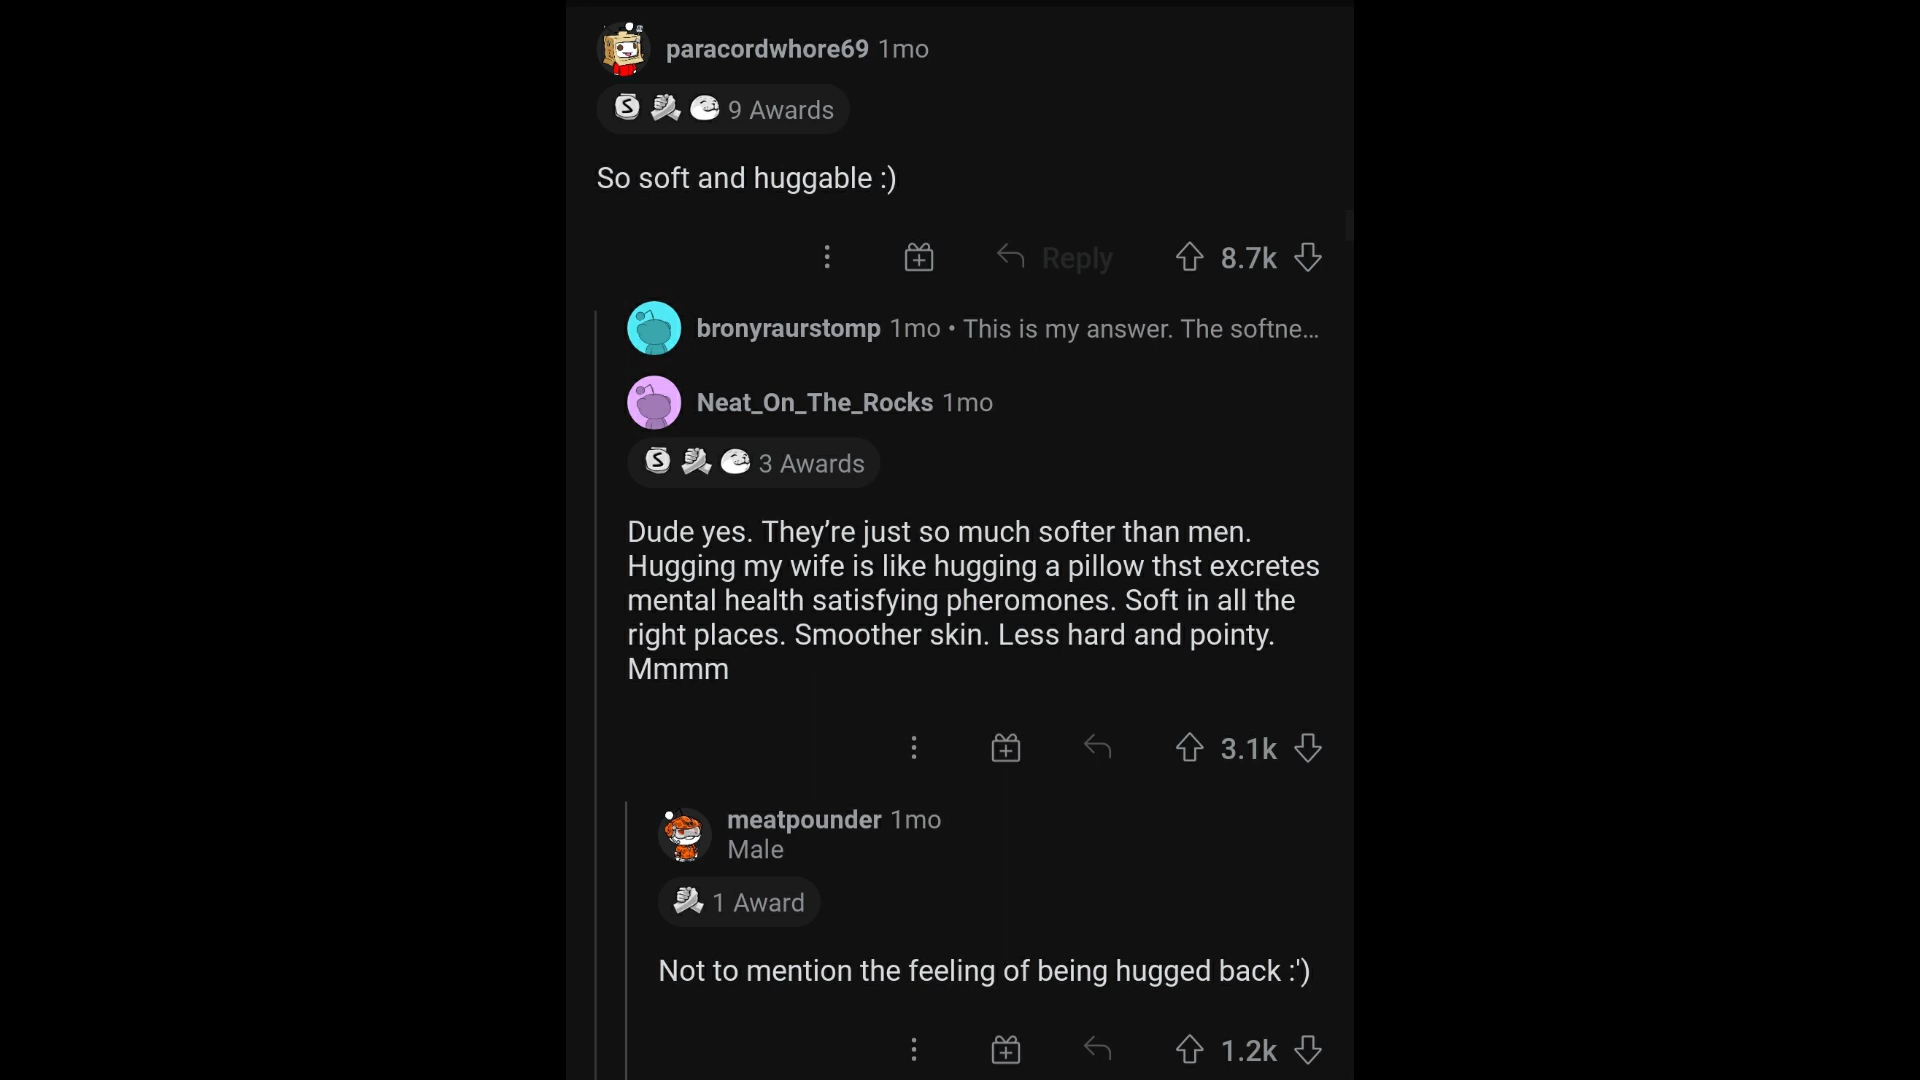 paracordwhore69 1mo
9 Awards
So soft and huggable :)
Reply 8.7k
bronyraurstomp 1mo • This is my answer. The softne...
Neat_On_The_Rocks 1mo
3 Awards
Dude yes. They’re just so much softer than men.
Hugging my wife is like hugging a pillow thst excretes
mental health satisfying pheromones. Soft in all the
right places. Smoother skin. Less hard and pointy.
Mmmm
3.1k
meatpounder 1mo
Male
1 Award
Not to mention the feeling of being hugged back :')
1.2k